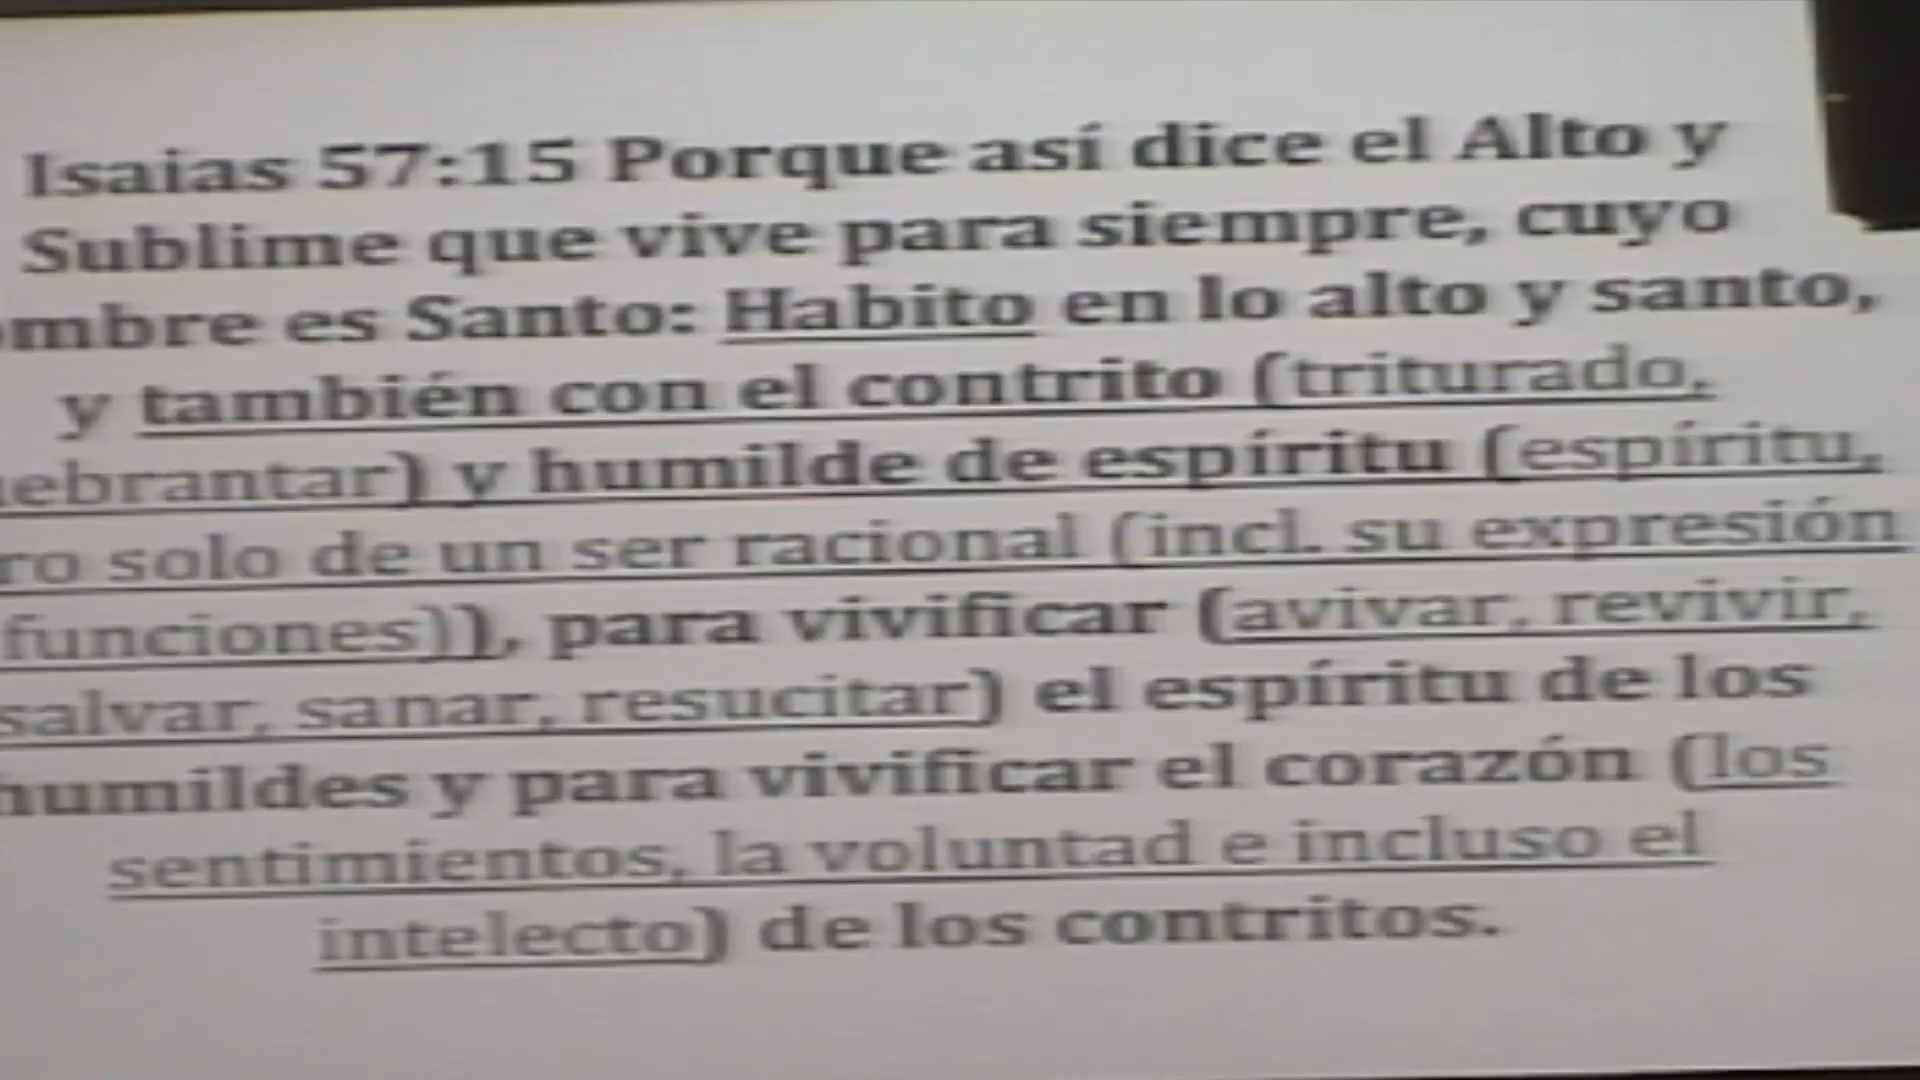 Isaias 57:15 Porque así dice el Alto y
Sublime que vive para siempre, cuyo
ombre es Santo: Habito en lo alto y santo,
y también con el contrito (triturado,
uebrantar) y humilde de espíritu (espíritu,
ro solo de un ser racional (incl. su expresión
funciones)), para vivificar (avivar, revivir,
salvar, sanar, resucitar) el espíritu de los
humildes y para vivificar el corazón (los
sentimientos, la voluntad e incluso el
intelecto) de los contritos.